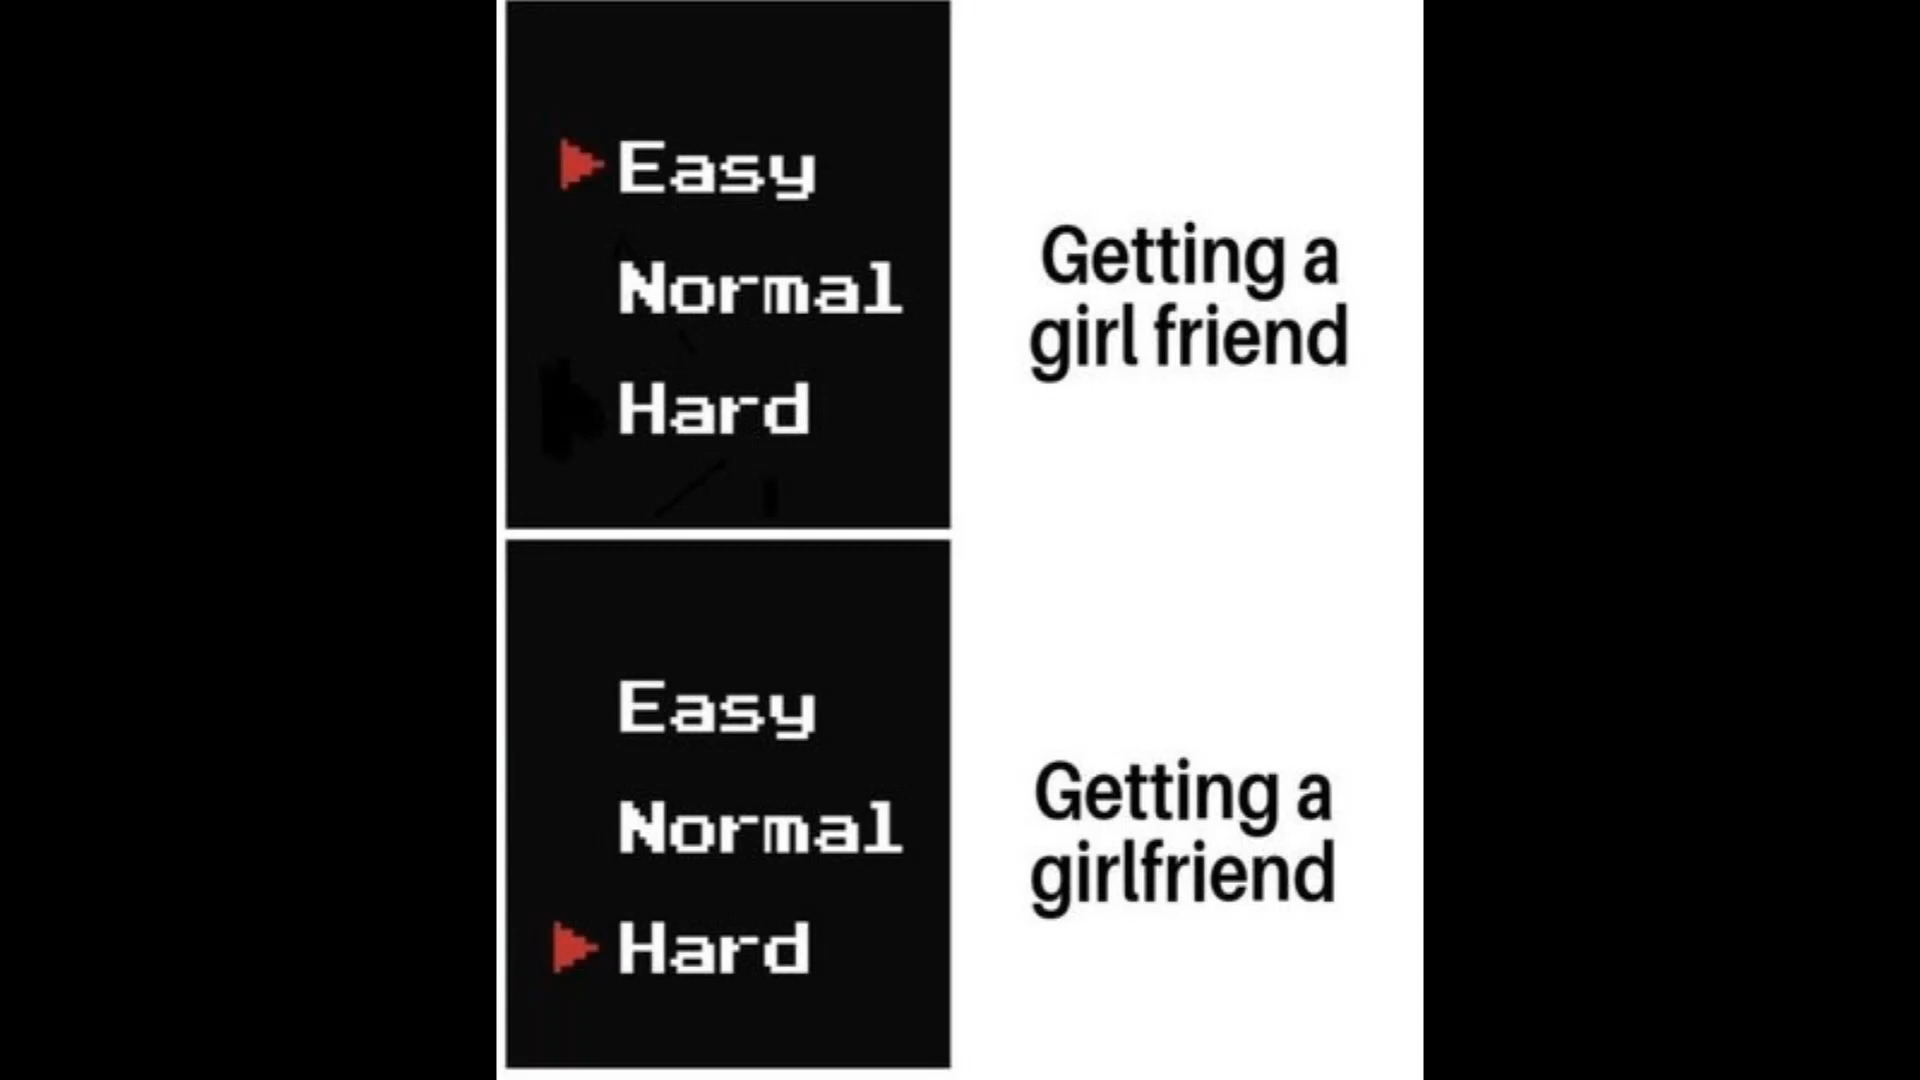 Easy
Normal
Hard
Getting a
girl friend
Easy
Normal
Hard
Getting a
girlfriend